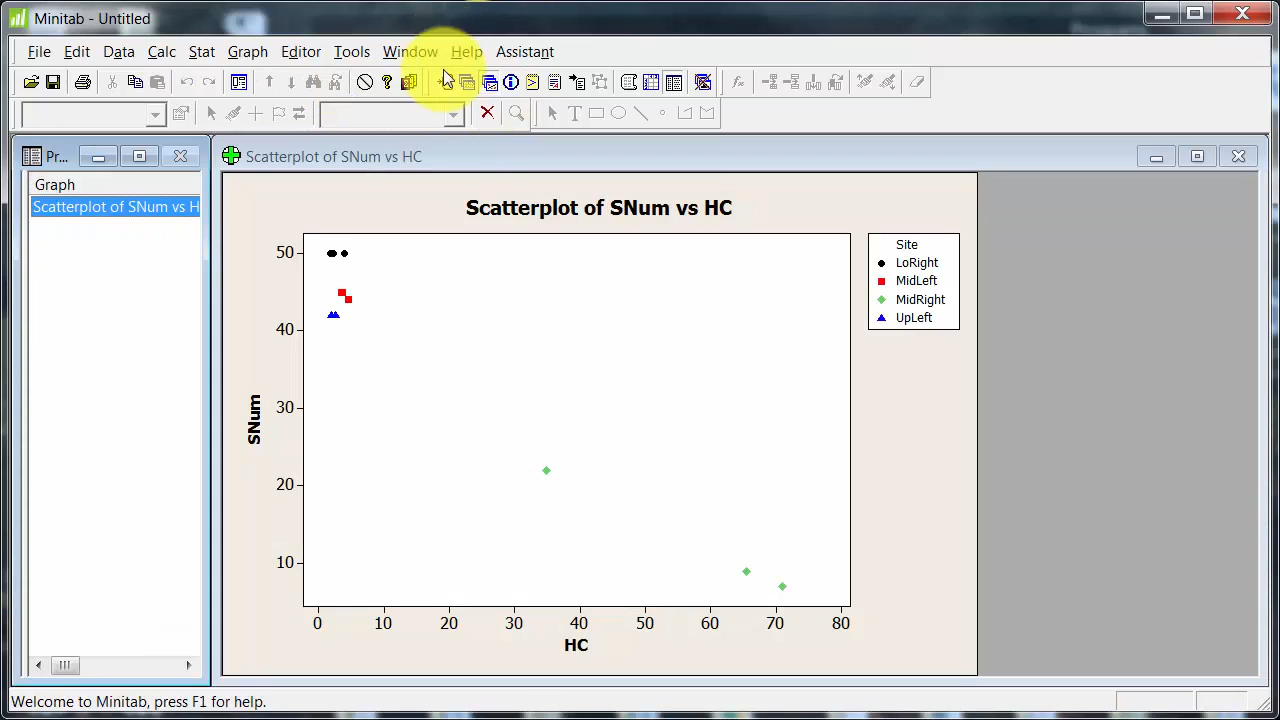 Minitab - Untitled
File Edit Data Calc Stat Graph Editor Tools Window Help Assistant
Pr...
Scatterplot of SNum vs HC
Graph
Scatterplot of SNum vs H
Scatterplot of SNum vs HC
50
40
30
20
10
SNum
0 10 20 30 40 50 60 70 80
HC
Site
LoRight
MidLeft
MidRight
UpLeft
Welcome to Minitab, press F1 for help.